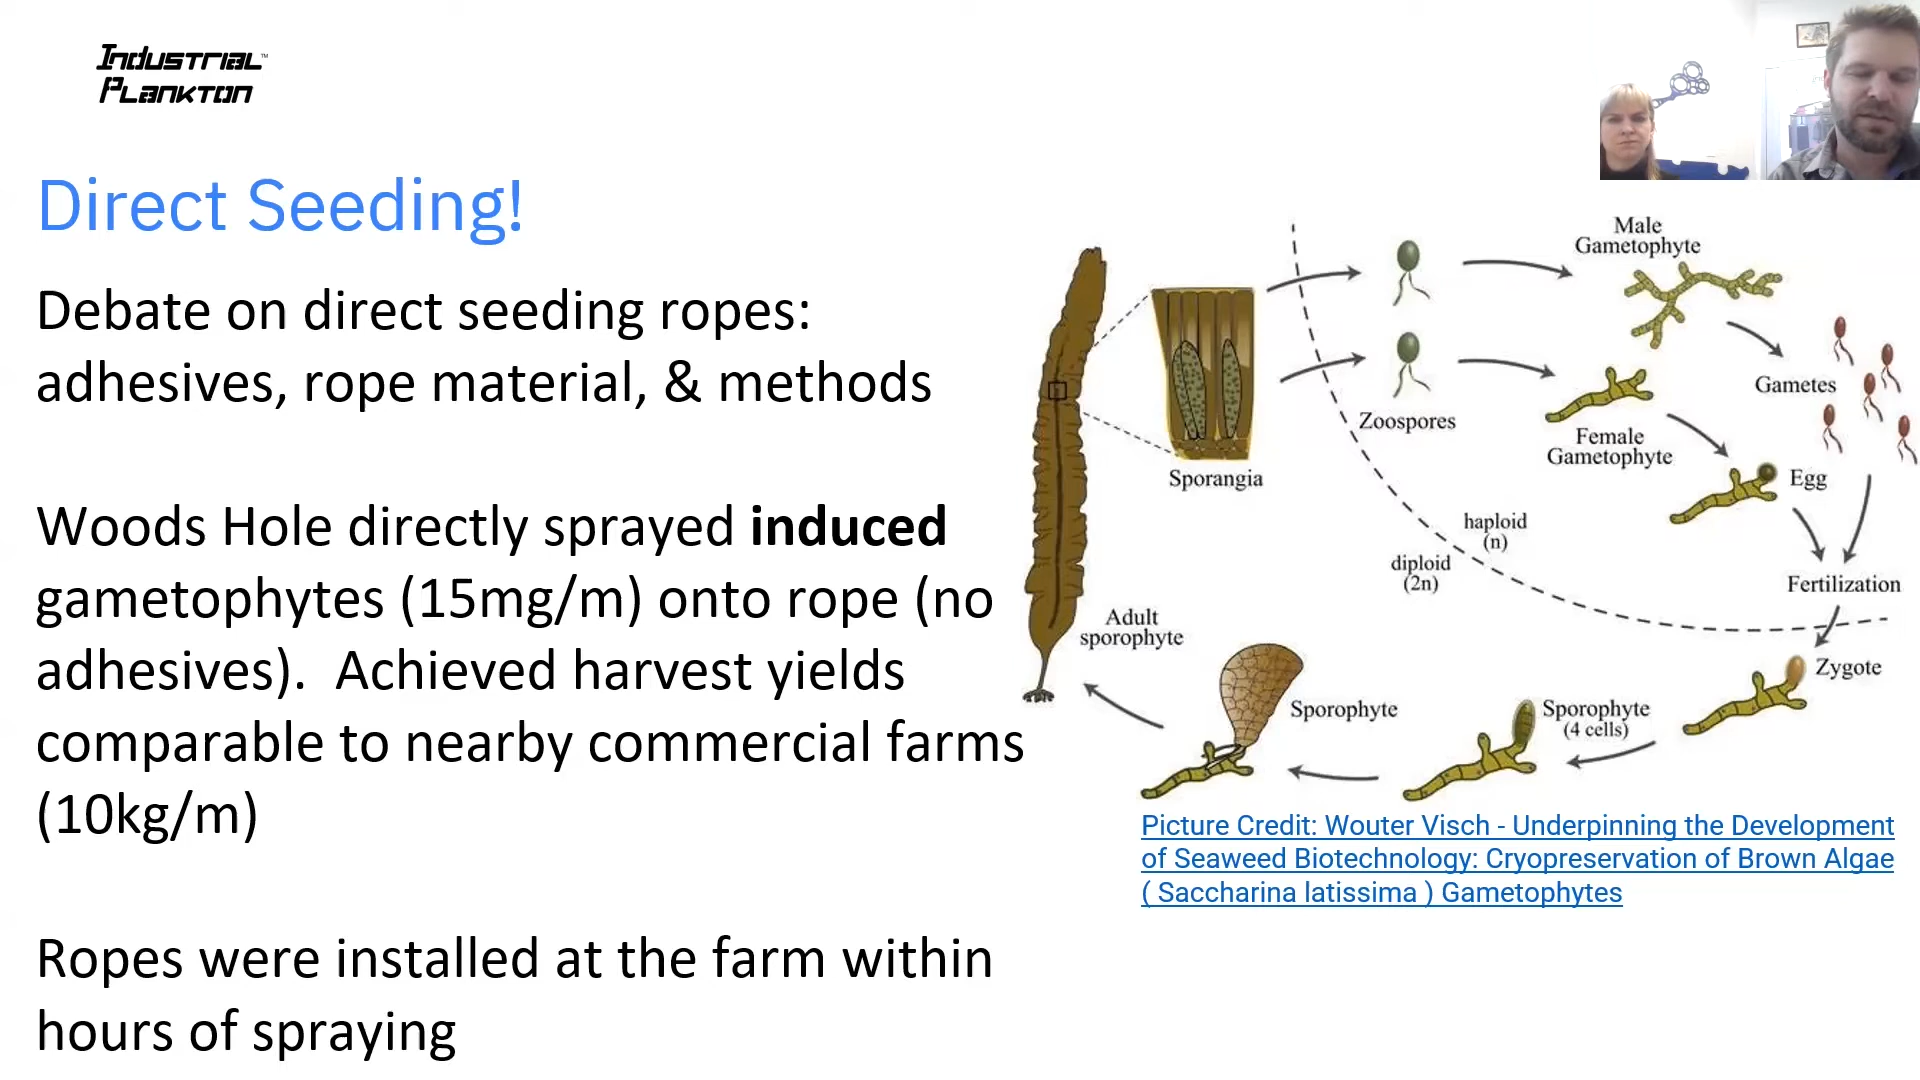 Industrial™
Plankton
Direct Seeding!
Debate on direct seeding ropes:
adhesives, rope material, & methods
Woods Hole directly sprayed induced
gametophytes (15mg/m) onto rope (no
adhesives).  Achieved harvest yields
comparable to nearby commercial farms
(10kg/m)
Ropes were installed at the farm within
hours of spraying
Male
Gametophyte
Gametes
Zoospores
Female
Gametophyte
Sporangia
Egg
haploid
(n)
diploid
(2n)
Fertilization
Adult
sporophyte
Zygote
Sporophyte
Sporophyte
(4 cells)
Picture Credit: Wouter Visch - Underpinning the Development
of Seaweed Biotechnology: Cryopreservation of Brown Algae
( Saccharina latissima ) Gametophytes